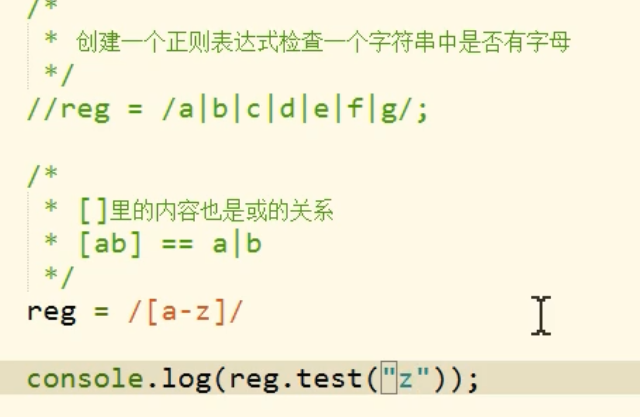 /*
* 创建一个正则表达式检查一个字符串中是否有字母
*/
//reg = /a|b|c|d|e|f|g/;
/*
* []里的内容也是或的关系
* [ab] == a|b
*/
reg = /[a-z]/
console.log(reg.test("z"));